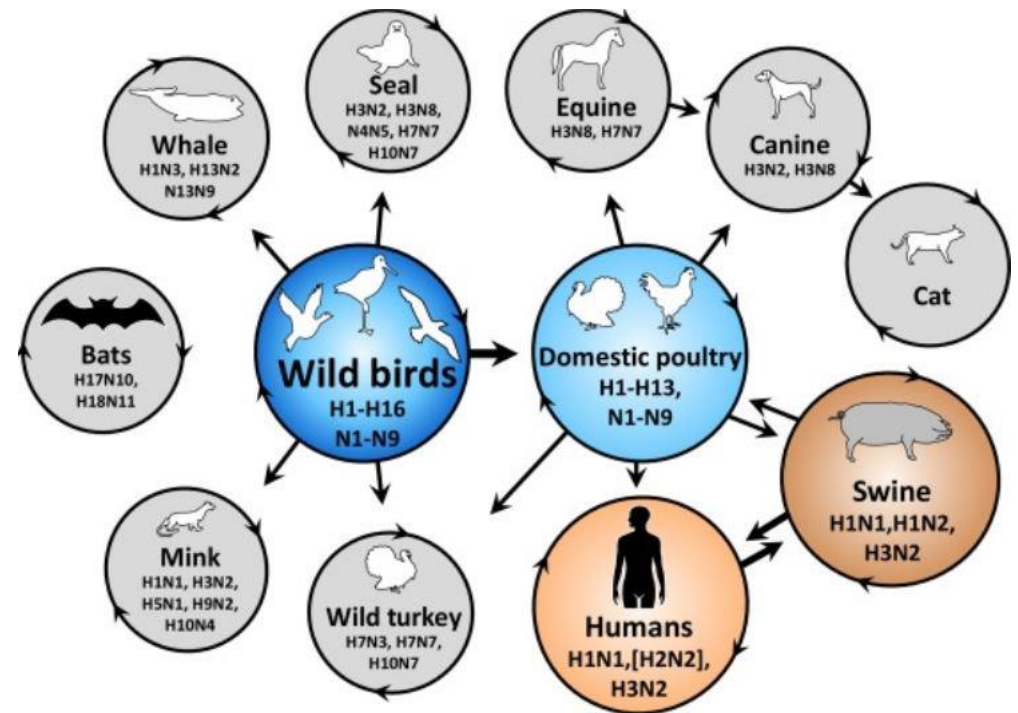 Seal
H3N2, H3N8,
N4N5, H7N7
H10N7
Equine
H3N8, H7N7
Canine
H3N2, H3N8
Whale
H1N3, H13N2
N13N9
Cat
Bats
H17N10,
H18N11
Wild birds
H1-H16
N1-N9
Domestic poultry
H1-H13,
N1-N9
Swine
H1N1,H1N2,
H3N2
Mink
H1N1, H3N2,
H5N1, H9N2,
H10N4
Wild turkey
H7N3, H7N7,
H10N7
Humans
H1N1,[H2N2],
H3N2